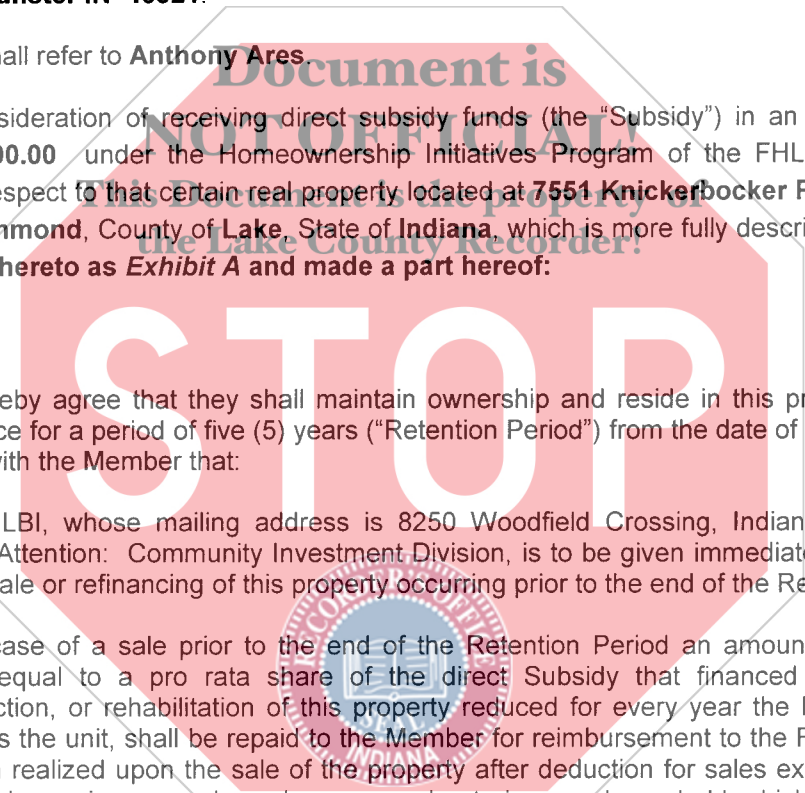 hall refer to Anthony Ares.
Document is
sideration of receiving direct subsidy funds (the “Subsidy”) in an
NOT OFFICIAL!
00.00 under the Homeownership Initiatives Program of the FHL
espect to that certain real property located at 7551 Knickerbocker P
This Document is the property of
mmond, County of Lake, State of Indiana, which is more fully descri
the Lake County Recorder!
hereto as Exhibit A and made a part hereof:
STOP
eby agree that they shall maintain ownership and reside in this pr
ce for a period of five (5) years (“Retention Period”) from the date of
with the Member that:
LBI, whose mailing address is 8250 Woodfield Crossing, Indian
Attention: Community Investment Division, is to be given immediat
ale or refinancing of this property occurring prior to the end of the Re
case of a sale prior to the end of the Retention Period an amoun
equal to a pro rata share of the direct Subsidy that financed
ction, or rehabilitation of this property reduced for every year the
s the unit, shall be repaid to the Member for reimbursement to the F
realized upon the sale of the property after deduction for sales ex
RECORDER OFFICE
SEAL
INDIANA